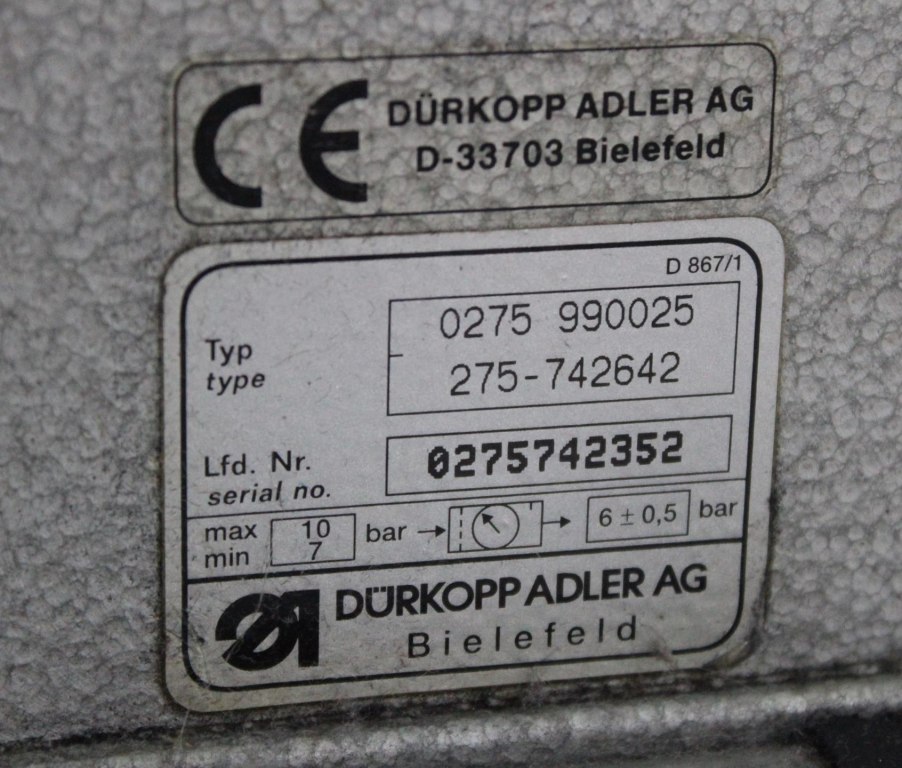 CE
DÜRKOPP ADLER AG
D-33703 Bielefeld
D 867/1
Typ
type
0275 990025
275-742642
Lfd. Nr.
serial no.
0275742352
max 10 bar 6 ± 0,5 bar
min 7
DÜRKOPP ADLER AG
Bielefeld